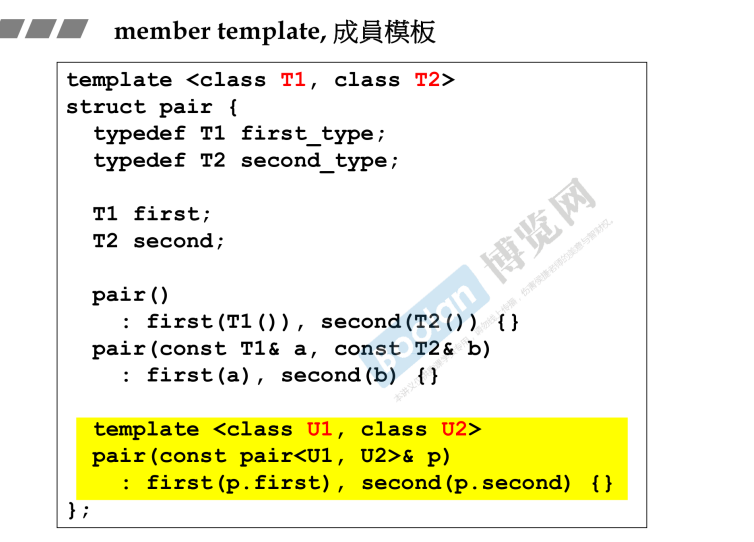 member template, 成員模板
template <class T1, class T2>
struct pair {
  typedef T1 first_type;
  typedef T2 second_type;

  T1 first;
  T2 second;

  pair()
    : first(T1()), second(T2()) {}
  pair(const T1& a, const T2& b)
    : first(a), second(b) {}

  template <class U1, class U2>
  pair(const pair<U1, U2>& p)
    : first(p.first), second(p.second) {}
};
boolan 博览网